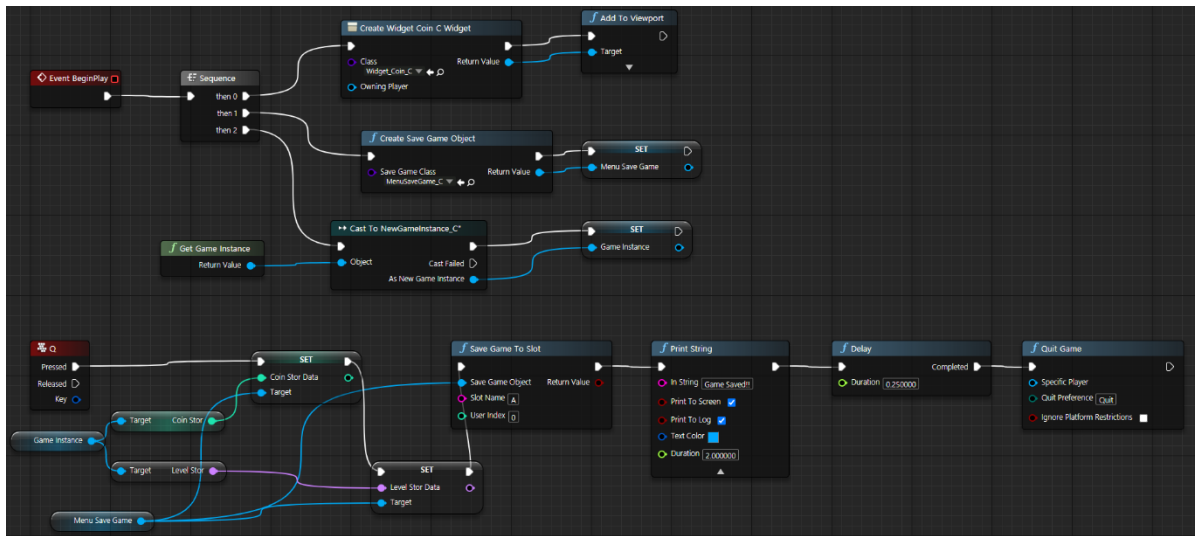 Event BeginPlay
Sequence
then 0
then 1
then 2
Create Widget Coin C Widget
Class
Widget_Coin_C
Return Value
Owning Player
Add To Viewport
Target
Create Save Game Object
Save Game Class
MenuSaveGame_C
Return Value
SET
Menu Save Game
Get Game Instance
Return Value
Cast To NewGameInstance_C"
Object
Cast Failed
As New Game Instance
SET
Game Instance
Q
Pressed
Released
Key
SET
Coin Stor Data
Target
Target Coin Stor
Game Instance
Target Level Stor
Menu Save Game
SET
Level Stor Data
Target
Save Game To Slot
Save Game Object Return Value
Slot Name A
User Index 0
Print String
In String Game Saved!!
Print To Screen
Print To Log
Text Color
Duration 2.000000
Delay
Completed
Duration 0.250000
Quit Game
Specific Player
Quit Preference Quit
Ignore Platform Restrictions